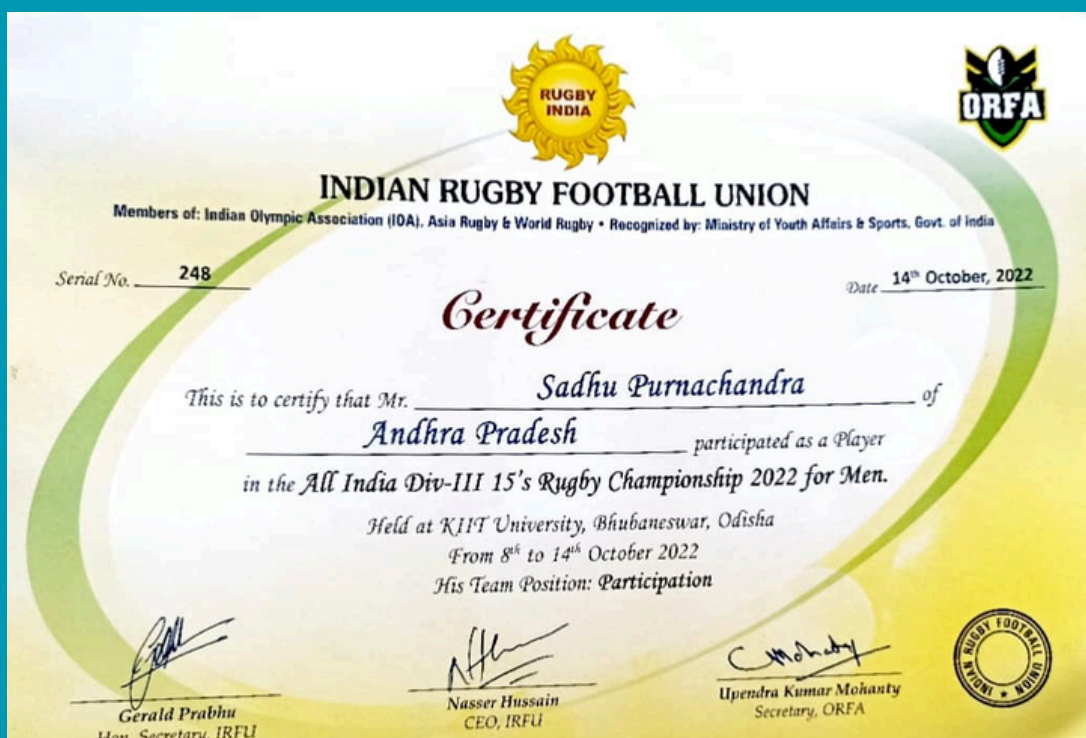 RUGBY
INDIA
ORFA
INDIAN RUGBY FOOTBALL UNION
Members of: Indian Olympic Association (IOA), Asia Rugby & World Rugby • Recognized by: Ministry of Youth Affairs & Sports, Govt. of India
Serial No. 248
Date 14th October, 2022
Certificate
This is to certify that Mr. Sadhu Purnachandra of
Andhra Pradesh participated as a Player
in the All India Div-III 15's Rugby Championship 2022 for Men.
Held at KIIT University, Bhubaneswar, Odisha
From 8th to 14th October 2022
His Team Position: Participation
Gerald Prabhu
Hon. Secretary, IRFU
Nasser Hussain
CEO, IRFU
Upendra Kumar Mohanty
Secretary, ORFA
INDIAN RUGBY FOOTBALL UNION